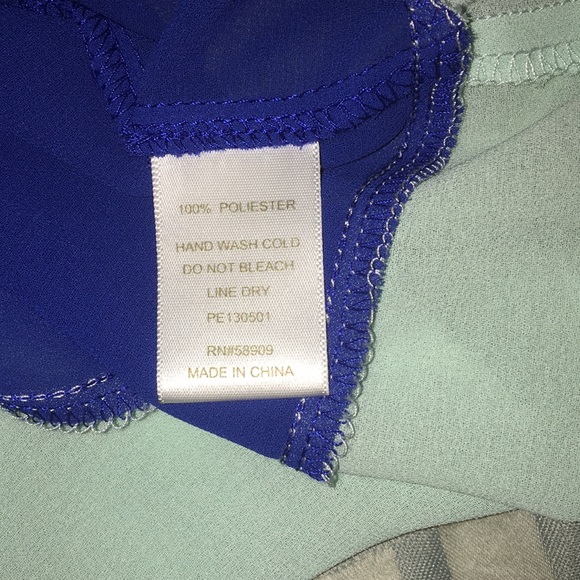 100% POLIESTER
HAND WASH COLD
DO NOT BLEACH
LINE DRY
PE130501
RN#58909
MADE IN CHINA